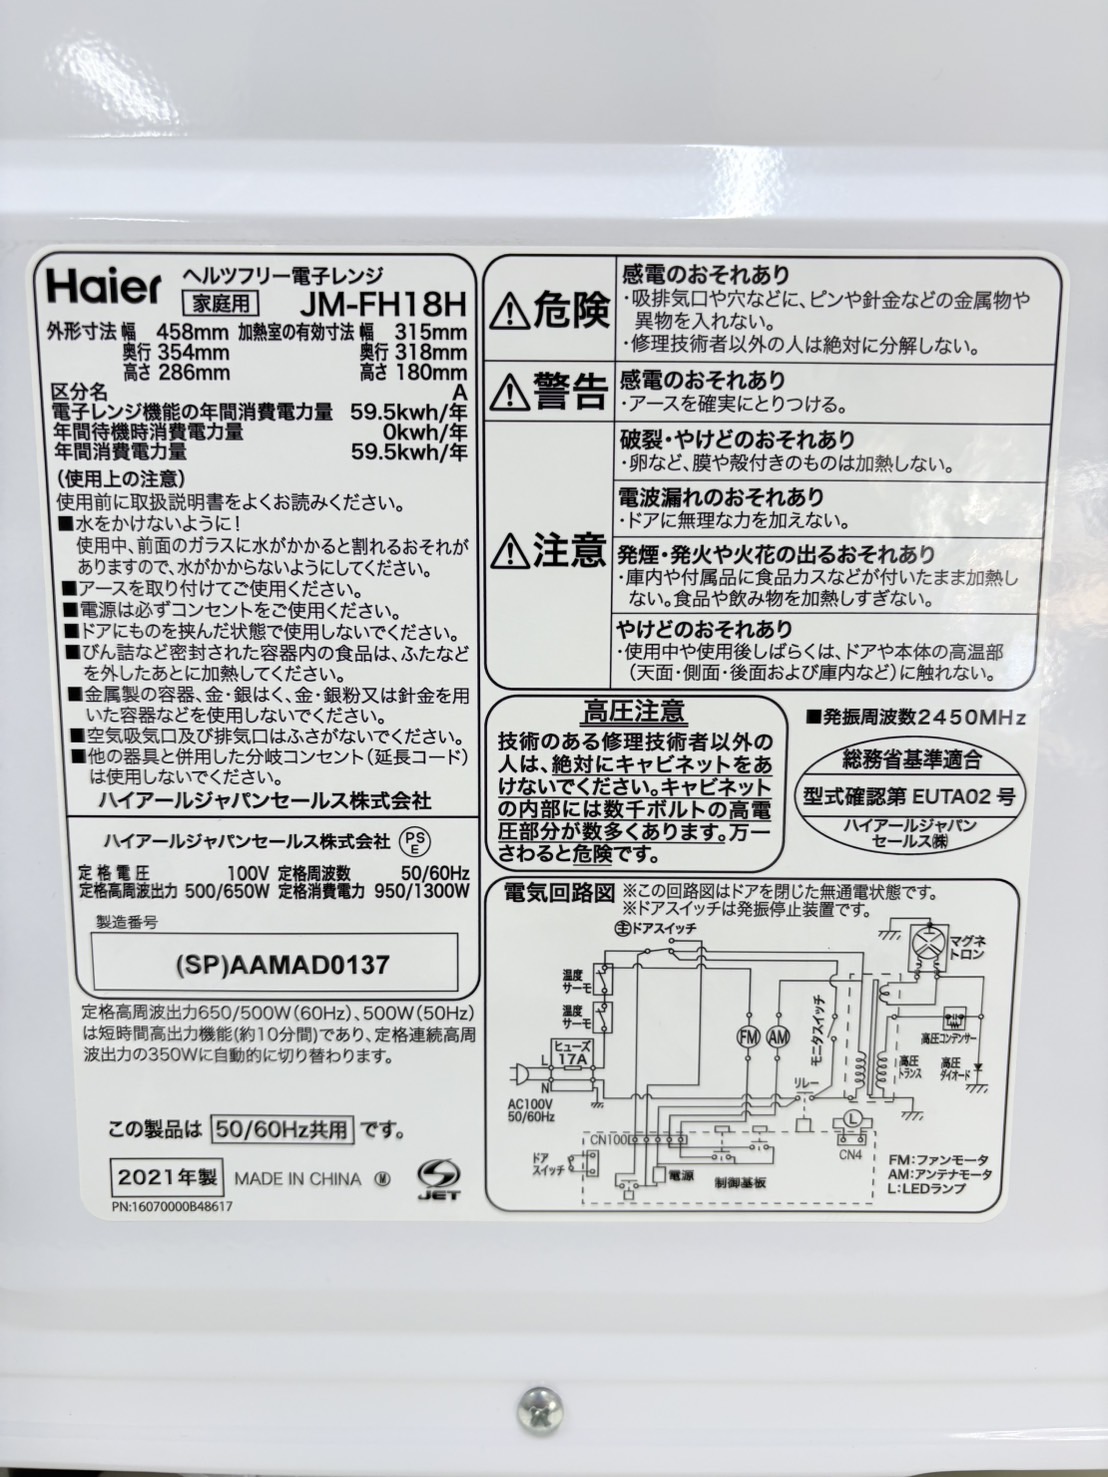 Haier
ヘルツフリー電子レンジ
家庭用 JM-FH18H
外形寸法 幅 458mm 加熱室の有効寸法 幅 315mm
奥行 354mm 奥行 318mm
高さ 286mm 高さ 180mm
区分名 A
電子レンジ機能の年間消費電力量 59.5kwh/年
年間待機時消費電力量 0kwh/年
年間消費電力量 59.5kwh/年
（使用上の注意）
使用前に取扱説明書をよくお読みください。
■水をかけないように！
使用中、前面のガラスに水がかかると割れるおそれが
ありますので、水がかからないようにしてください。
■アースを取り付けてご使用ください。
■電源は必ずコンセントをご使用ください。
■ドアにものを挟んだ状態で使用しないでください。
■びん詰など密封された容器内の食品は、ふたなど
を外したあとに加熱してください。
■金属製の容器、金・銀はく、金・銀粉又は針金を用
いた容器などを使用しないでください。
■空気吸気口及び排気口はふさがないでください。
■他の器具と併用した分岐コンセント（延長コード）
は使用しないでください。
ハイアールジャパンセールス株式会社
ハイアールジャパンセールス株式会社 PSE
定格電圧 100V 定格周波数 50/60Hz
定格高周波出力 500/650W 定格消費電力 950/1300W
製造番号
(SP)AAMAD0137
定格高周波出力650/500W（60Hz）、500W（50Hz）
は短時間高出力機能(約10分間)であり、定格連続高周
波出力の350Wに自動的に切り替わります。
この製品は 50/60Hz共用 です。
2021年製 MADE IN CHINA Ⓜ JET
PN:16070000B48617
⚠危険
感電のおそれあり
・吸排気口や穴などに、ピンや針金などの金属物や
異物を入れない。
・修理技術者以外の人は絶対に分解しない。
⚠警告
感電のおそれあり
・アースを確実にとりつける。
⚠注意
破裂・やけどのおそれあり
・卵など、膜や殻付きのものは加熱しない。
電波漏れのおそれあり
・ドアに無理な力を加えない。
発煙・発火や火花の出るおそれあり
・庫内や付属品に食品カスなどが付いたまま加熱し
ない。食品や飲み物を加熱しすぎない。
やけどのおそれあり
・使用中や使用後しばらくは、ドアや本体の高温部
（天面・側面・後面および庫内など）に触れない。
高圧注意
技術のある修理技術者以外の
人は、絶対にキャビネットをあ
けないでください。キャビネット
の内部には数千ボルトの高電
圧部分が数多くあります。万一
さわると危険です。
■発振周波数2450MHz
総務省基準適合
型式確認第 EUTA02 号
ハイアールジャパン
セールス㈱
電気回路図 ※この回路図はドアを閉じた無通電状態です。
※ドアスイッチは発振停止装置です。
主ドアスイッチ
マグネ
トロン
温度
サーモ
温度
サーモ
モニタスイッチ
FM
AM
ヒューズ
17A
L
N
AC100V
50/60Hz
高圧コンデンサー
高圧
トランス
高圧
ダイオード
リレー
L
CN100
CN4
ドア
スイッチ
電源
制御基板
FM：ファンモータ
AM：アンテナモータ
L：LEDランプ